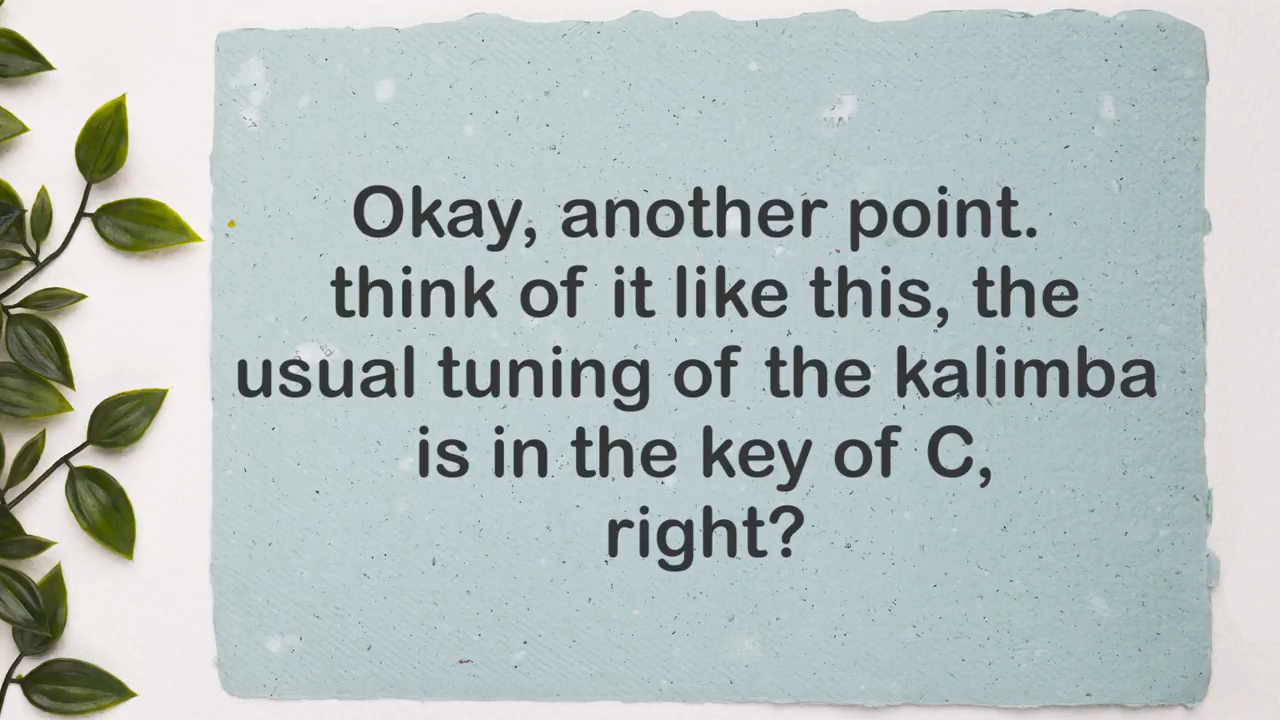 Okay, another point.
think of it like this, the
usual tuning of the kalimba
is in the key of C,
right?